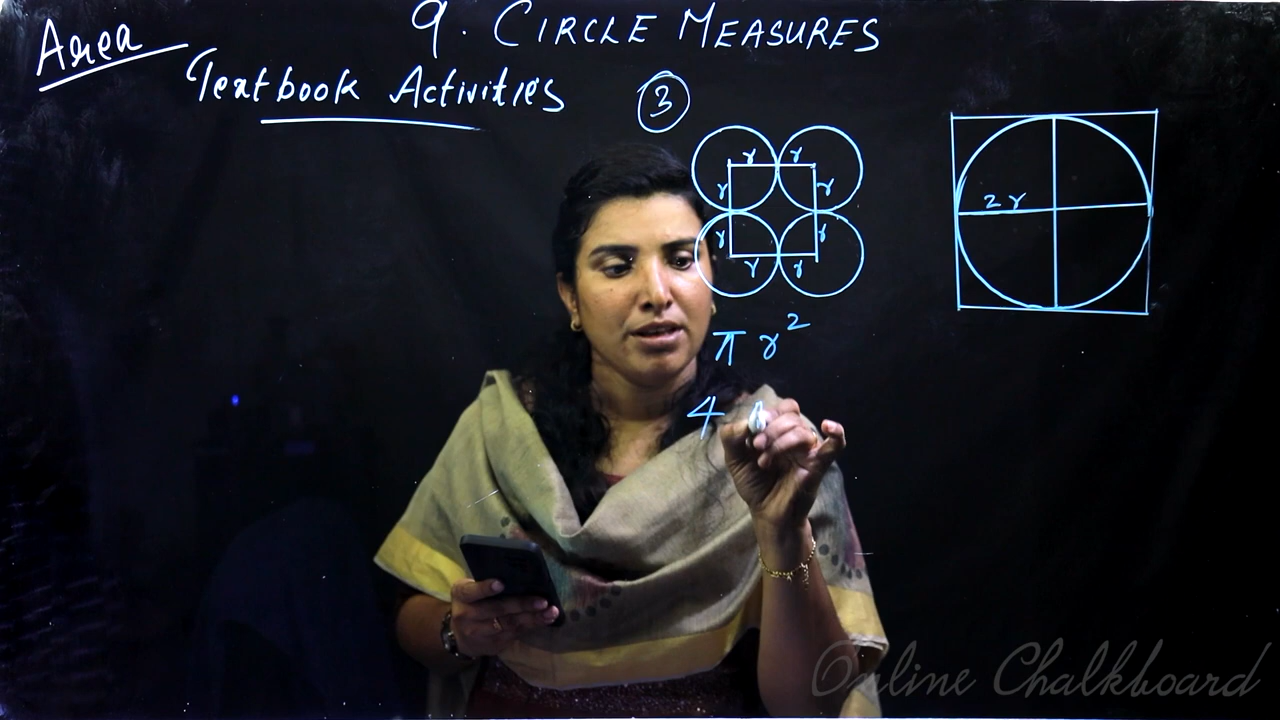 9. CIRCLE MEASURES
Area
Textbook Activities
3
r r
r r
r r
r r
2r
πr²
4
Online Chalkboard